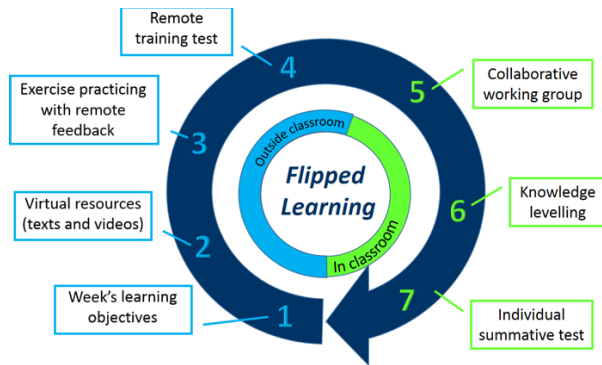 Remote
training test
4
Exercise practicing
with remote
feedback
3
Virtual resources
(texts and videos)
2
Week's learning
objectives
1
Outside classroom
Flipped
Learning
In classroom
5
Collaborative
working group
6
Knowledge
levelling
7
Individual
summative test